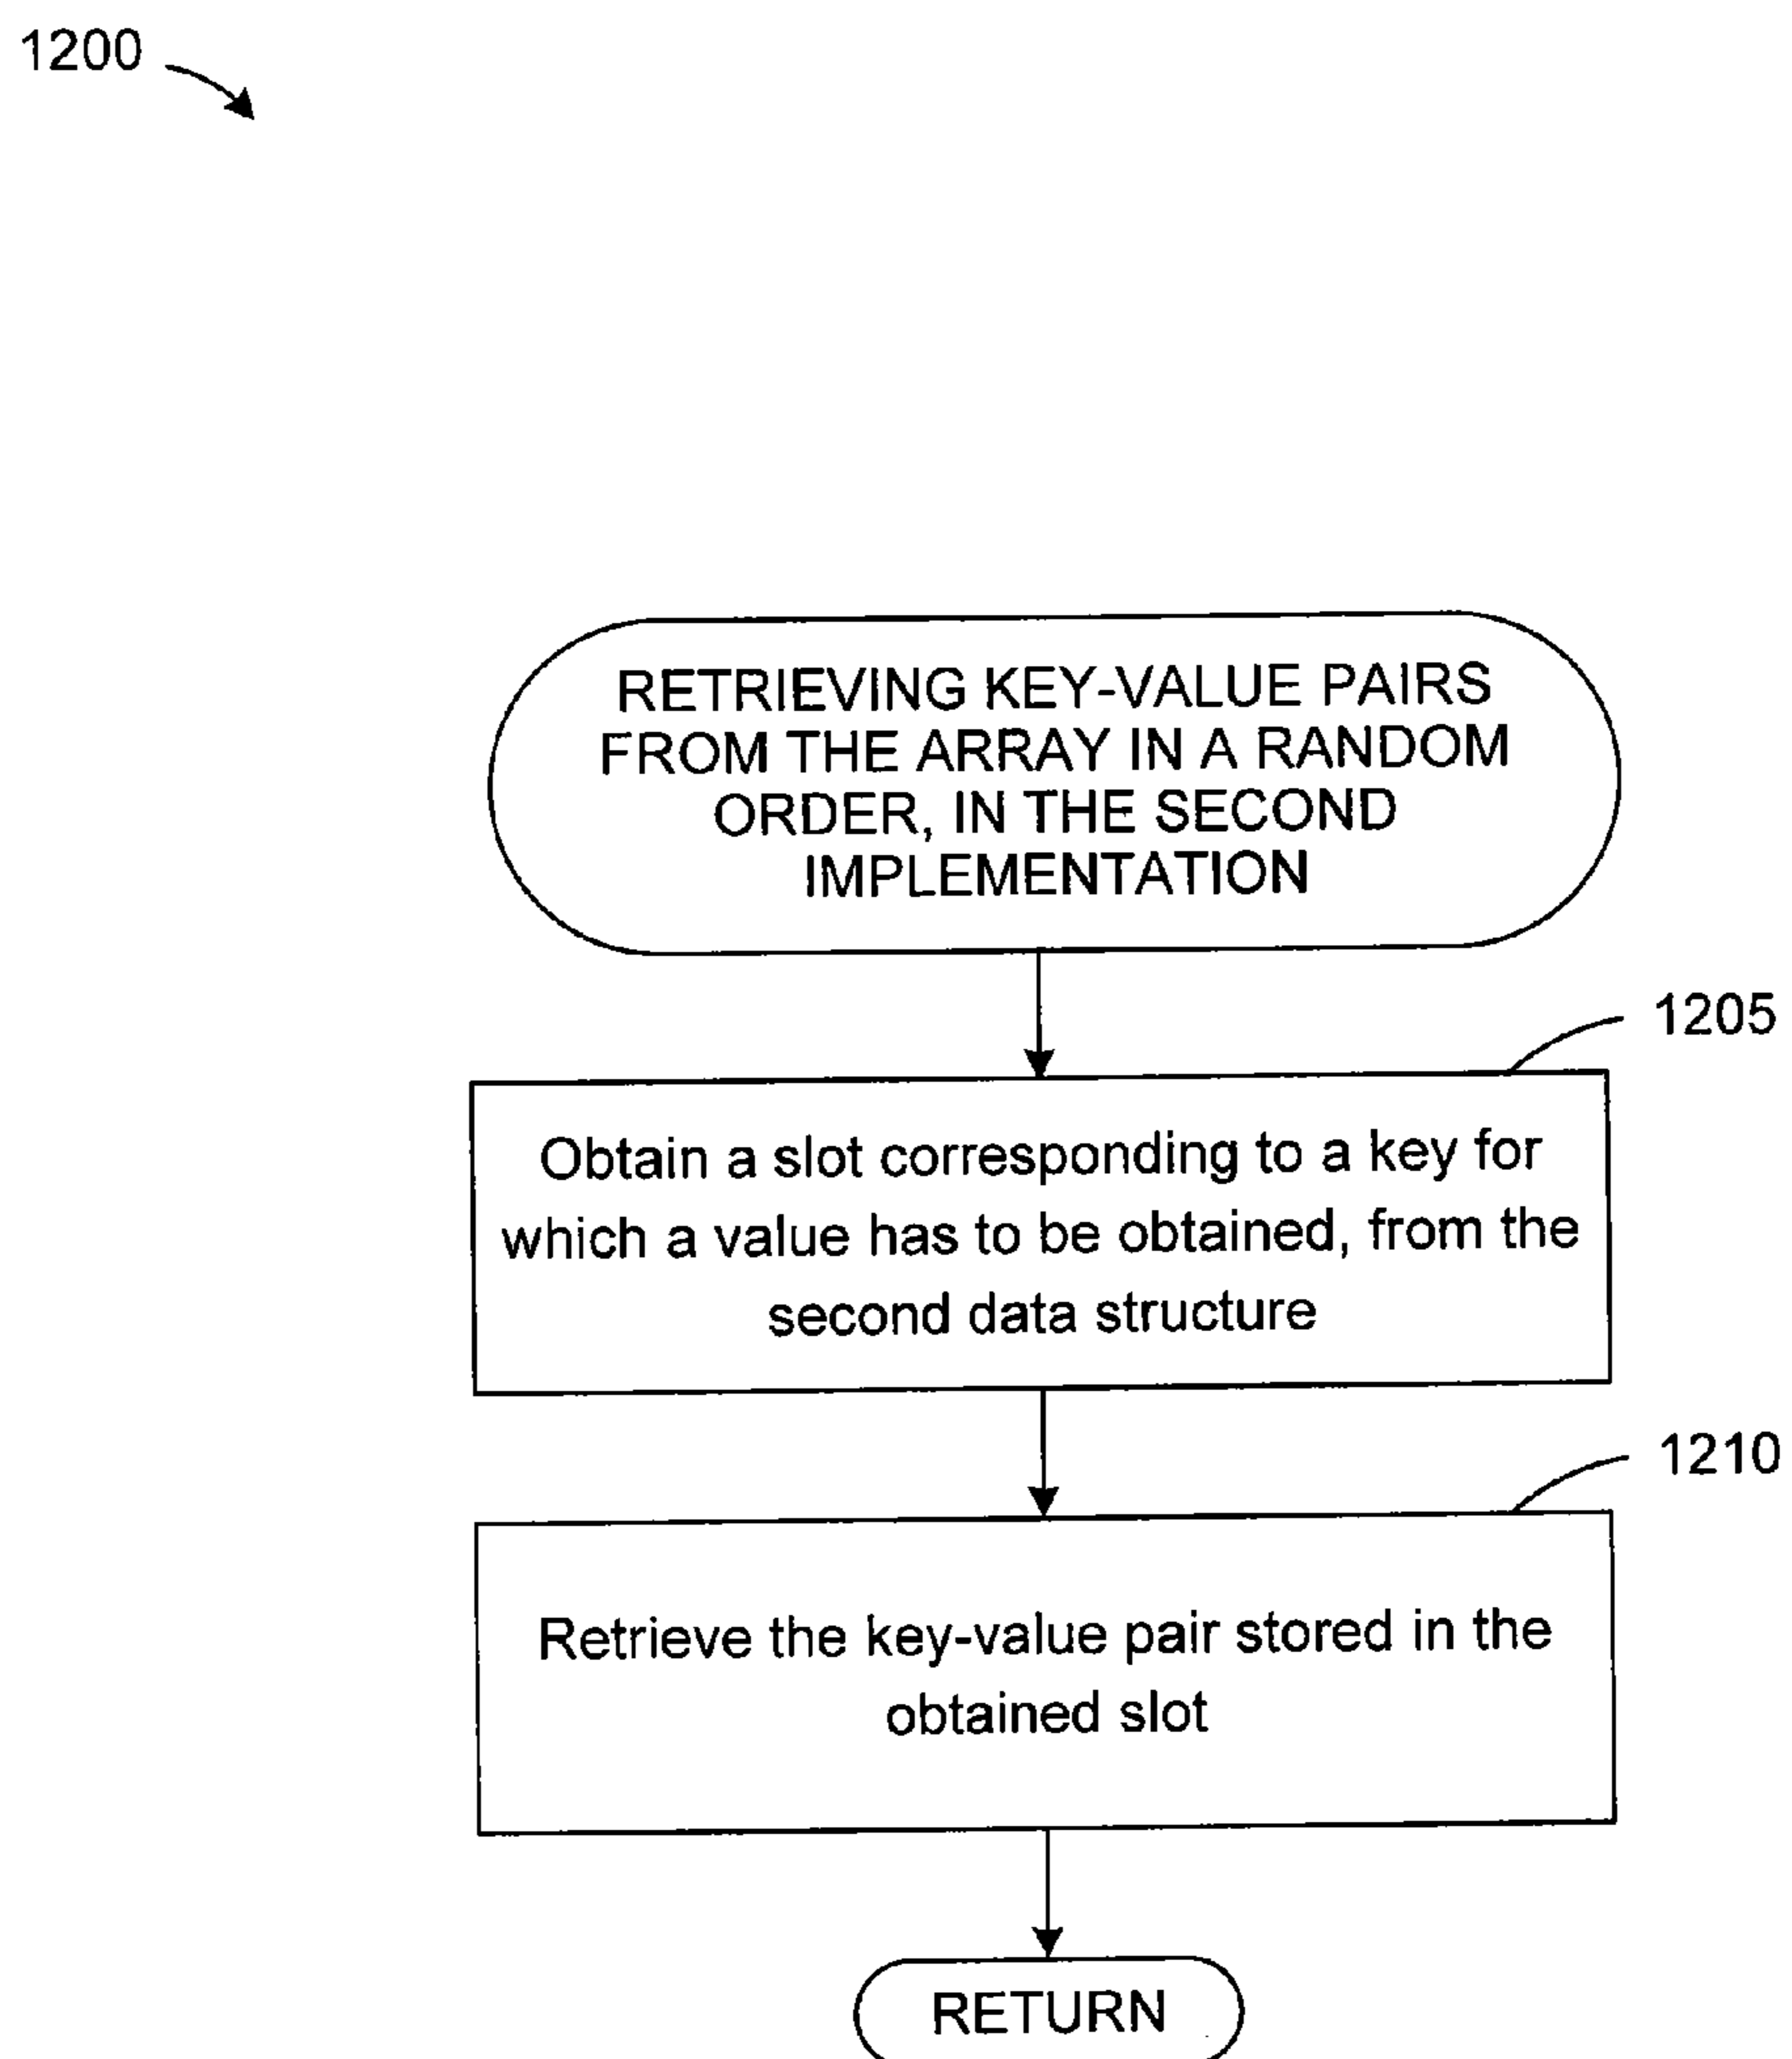 1200
RETRIEVING KEY-VALUE PAIRS
FROM THE ARRAY IN A RANDOM
ORDER, IN THE SECOND
IMPLEMENTATION
1205
Obtain a slot corresponding to a key for
which a value has to be obtained, from the
second data structure
1210
Retrieve the key-value pair stored in the
obtained slot
RETURN